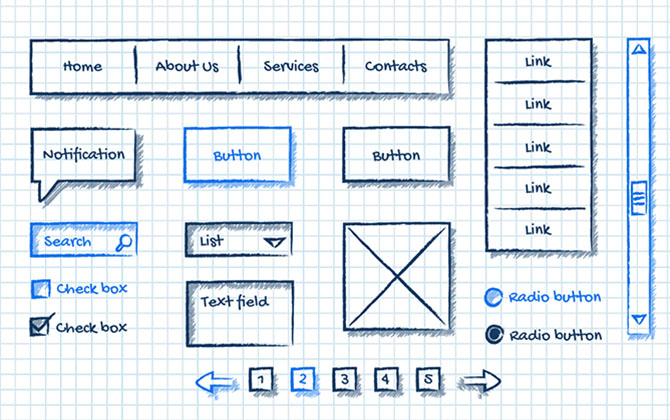 Home About Us Services Contacts
Link
Link
Link
Link
Link
Notification
Button
Button
Search
List
Check box
Check box
Text field
Radio button
Radio button
1 2 3 4 5